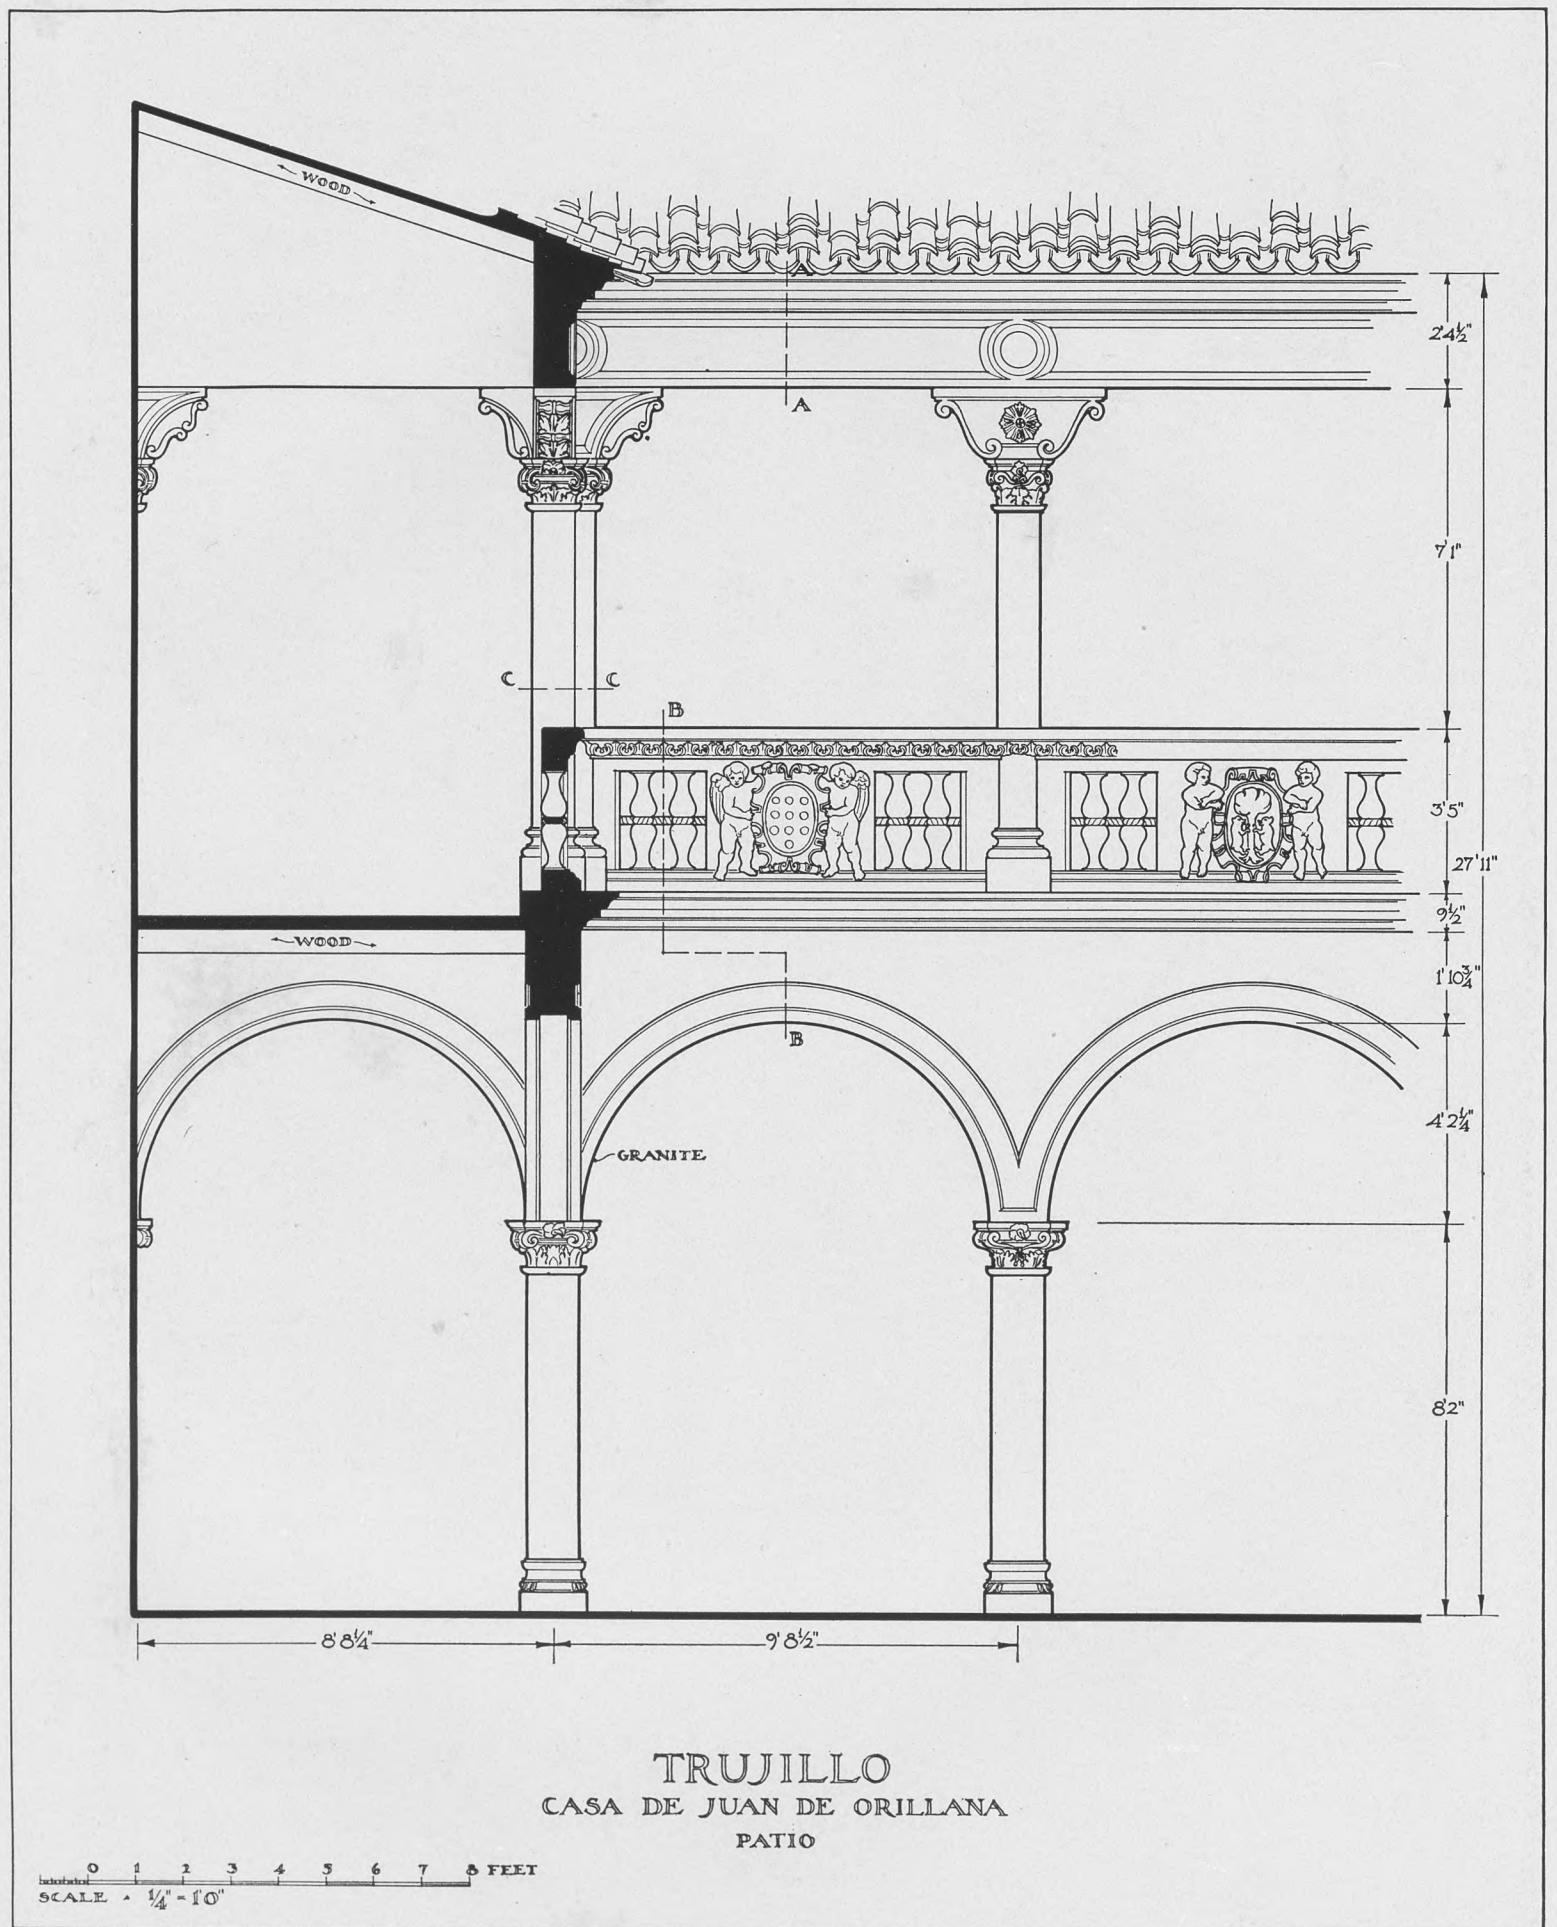 WOOD
A
2'4½"
A
7'1"
C C
B
3'5"
27'11"
9½"
WOOD
1'10¾"
B
4'2¼"
GRANITE
8'2"
8'8¼" 9'8½"
TRUJILLO
CASA DE JUAN DE ORILLANA
PATIO
0 1 2 3 4 5 6 7 8 FEET
SCALE · ¼" = 1'0"